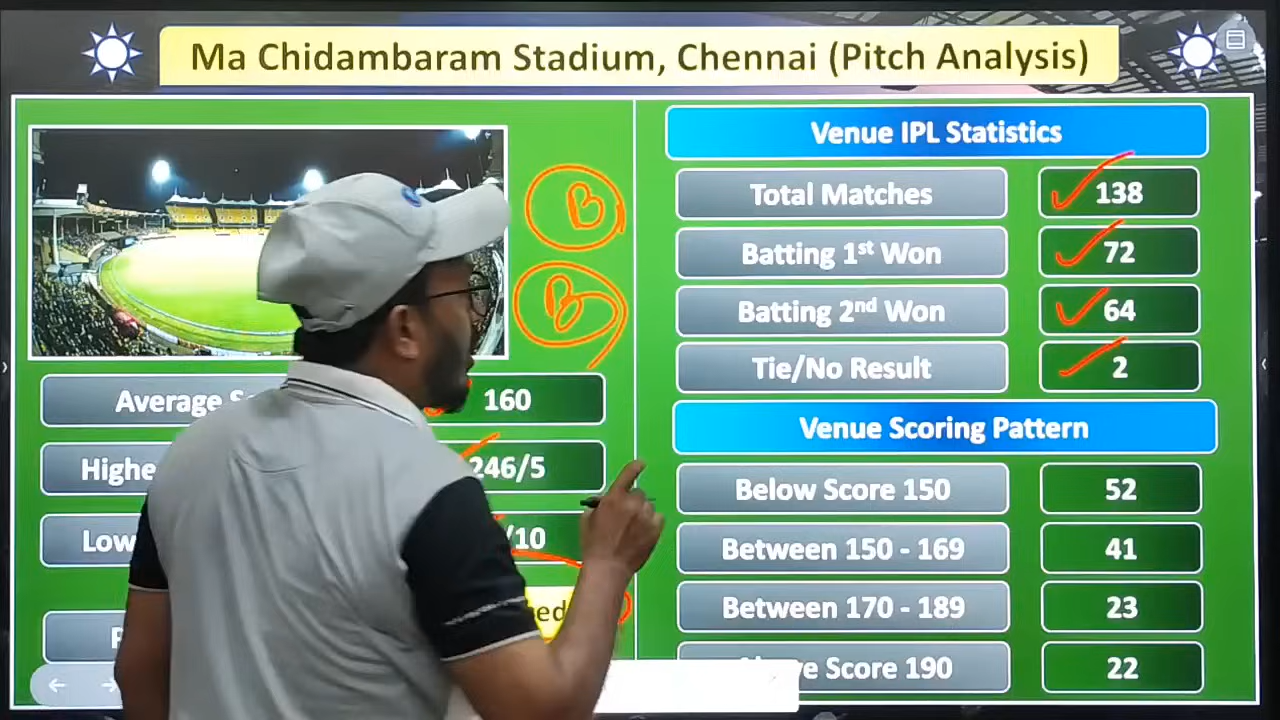 Ma Chidambaram Stadium, Chennai (Pitch Analysis)
B
B
Average
160
246/5
/10
Venue IPL Statistics
Total Matches 138
Batting 1st Won 72
Batting 2nd Won 64
Tie/No Result 2
Venue Scoring Pattern
Below Score 150 52
Between 150 - 169 41
Between 170 - 189 23
Score 190 22